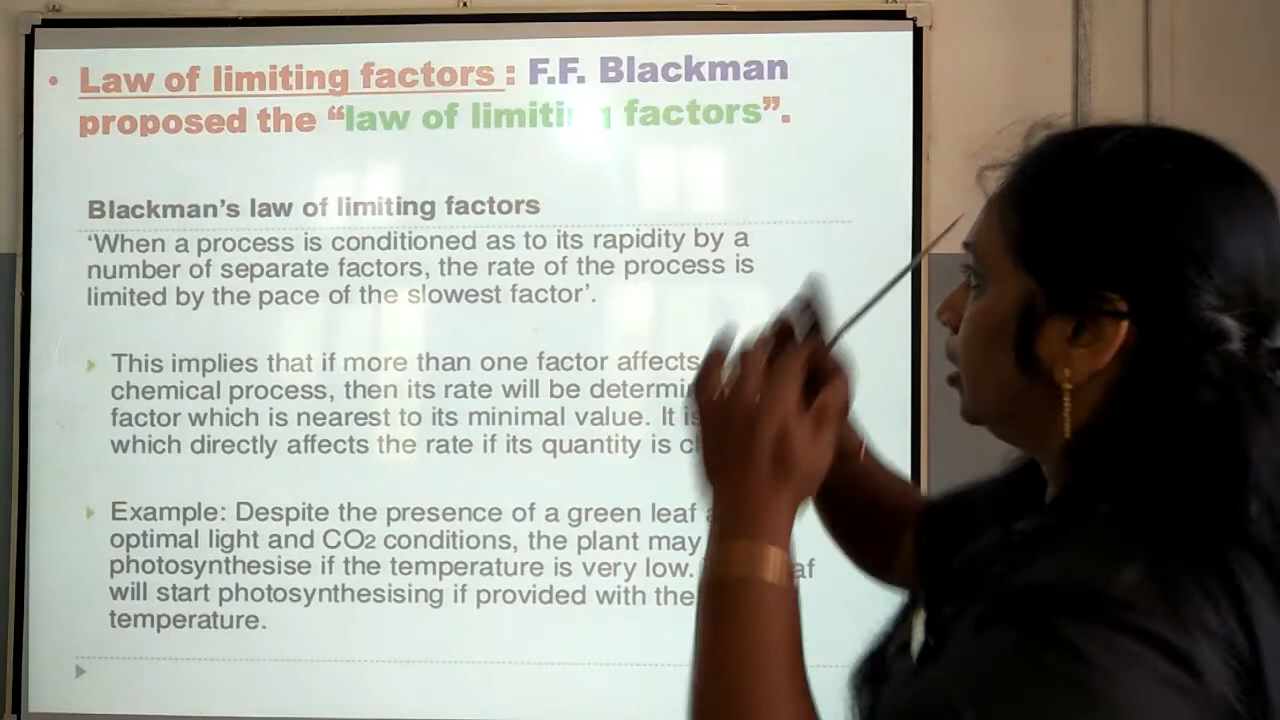 • Law of limiting factors : F.F. Blackman
proposed the “law of factors”.
Blackman’s law of limiting factors
‘When a process is conditioned as to its rapidity by a
number of separate factors, the rate of the process is
limited by the pace of the slowest factor’.
This implies that if more than one factor affects
chemical process, then its rate will be
factor which is nearest to its minimal value. It
which directly affects the rate if its quantity is
Example: Despite the presence of a green leaf
optimal light and CO2 conditions, the plant may
photosynthesise if the temperature is very low.
will start photosynthesising if provided with the
temperature.